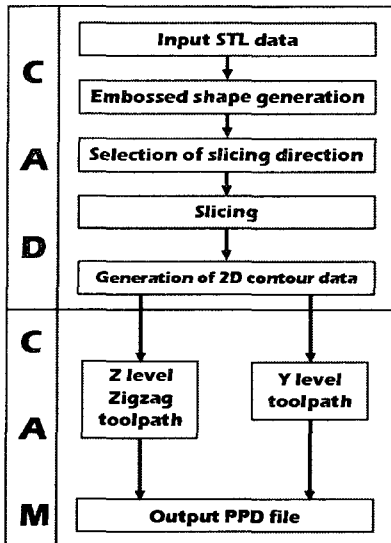 C
A
D
Input STL data
Embossed shape generation
Selection of slicing direction
Slicing
Generation of 2D contour data
C
A
M
Z level
Zigzag
toolpath
Y level
toolpath
Output PPD file